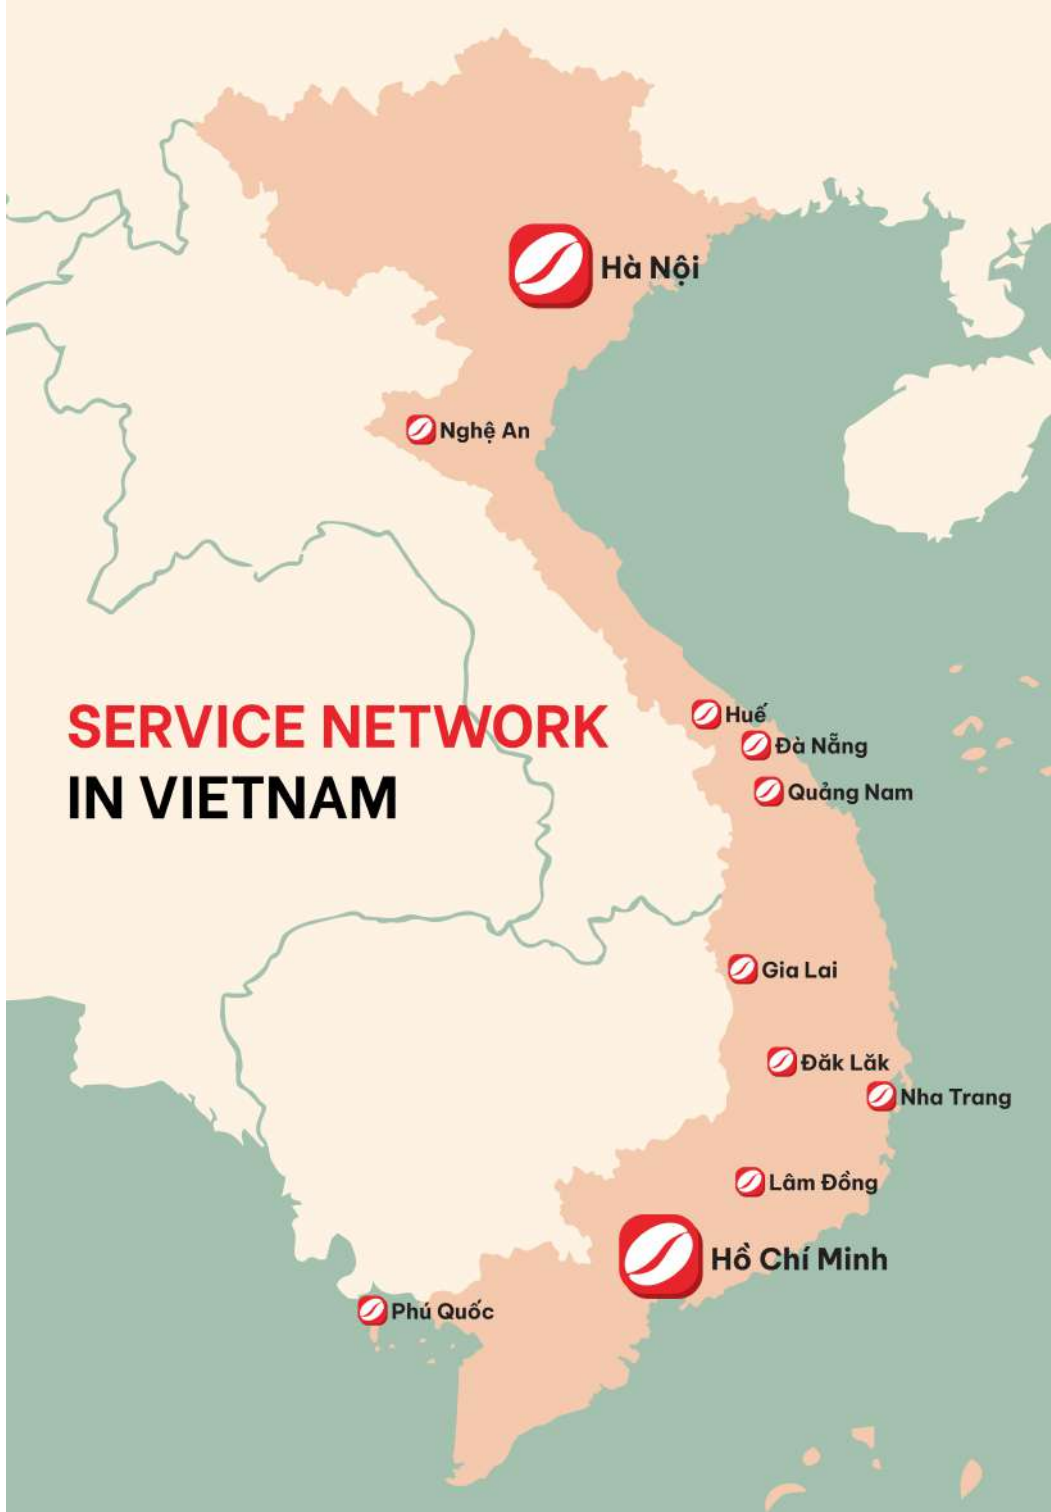 Hà Nội
Nghệ An
SERVICE NETWORK
IN VIETNAM
Huế
Đà Nẵng
Quảng Nam
Gia Lai
Đăk Lăk
Nha Trang
Lâm Đồng
Hồ Chí Minh
Phú Quốc